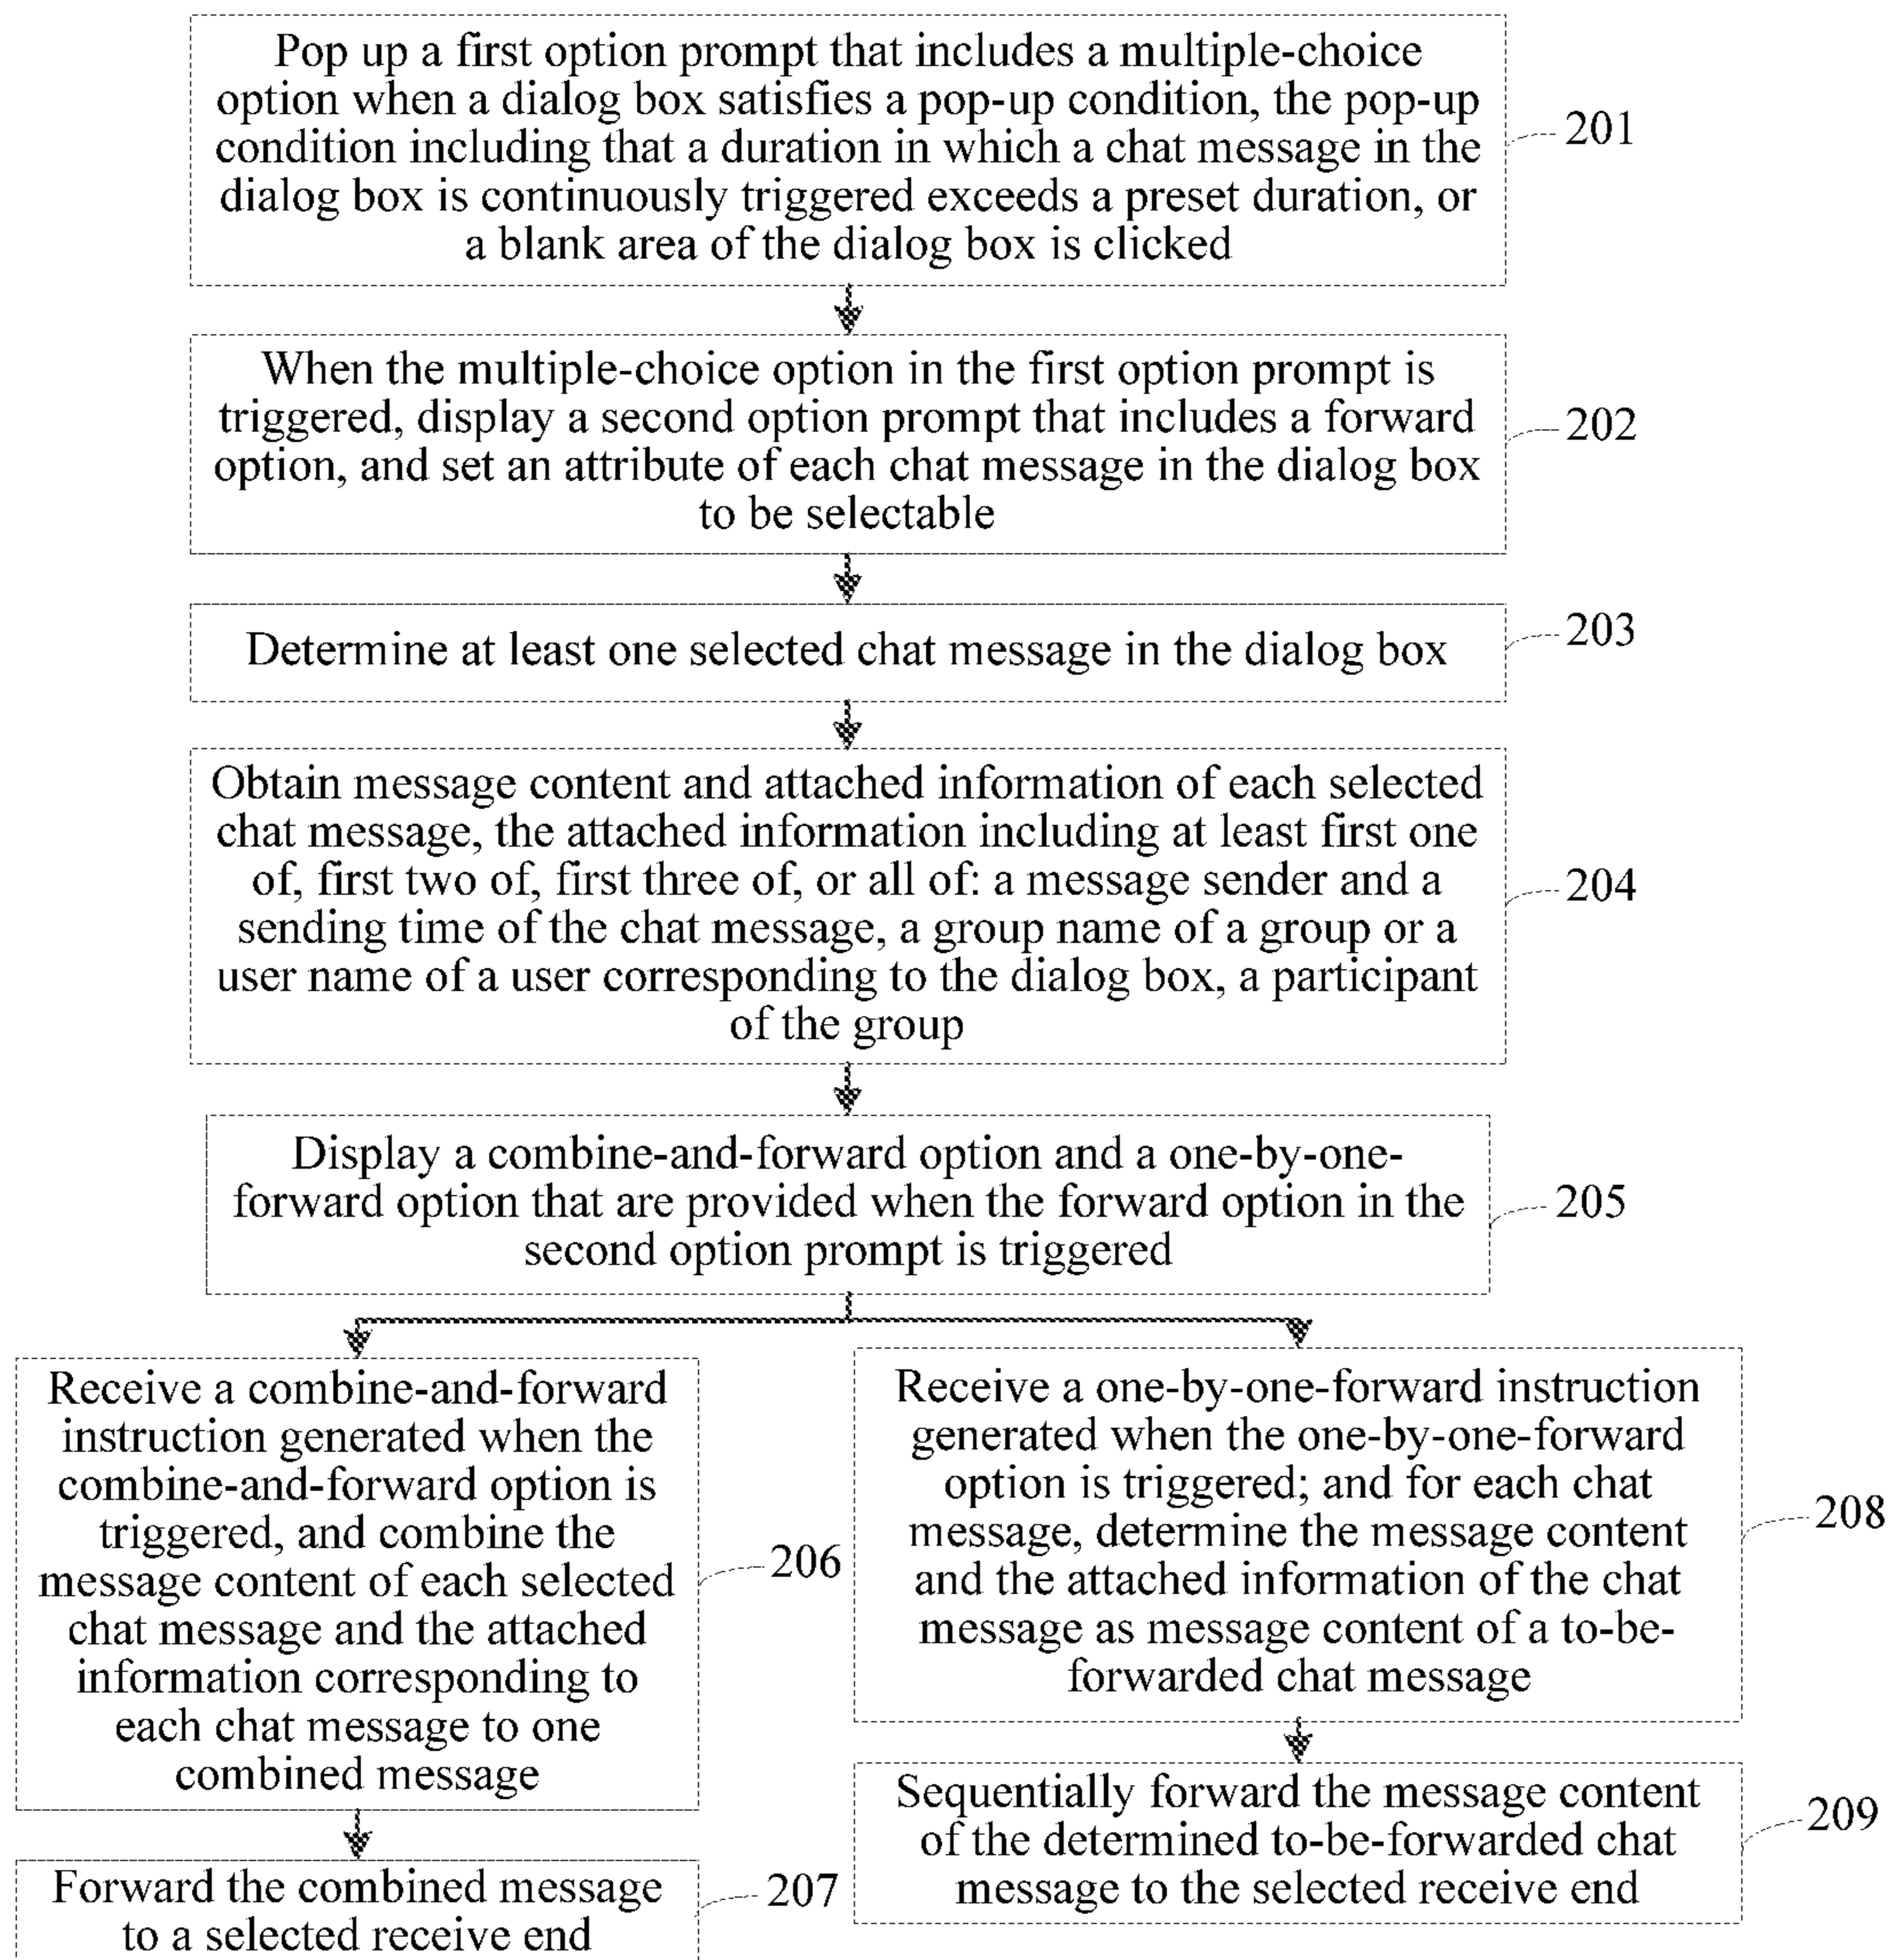 Pop up a first option prompt that includes a multiple-choice
option when a dialog box satisfies a pop-up condition, the pop-up
condition including that a duration in which a chat message in the
dialog box is continuously triggered exceeds a preset duration, or
a blank area of the dialog box is clicked
201
When the multiple-choice option in the first option prompt is
triggered, display a second option prompt that includes a forward
option, and set an attribute of each chat message in the dialog box
to be selectable
202
Determine at least one selected chat message in the dialog box
203
Obtain message content and attached information of each selected
chat message, the attached information including at least first one
of, first two of, first three of, or all of: a message sender and a
sending time of the chat message, a group name of a group or a
user name of a user corresponding to the dialog box, a participant
of the group
204
Display a combine-and-forward option and a one-by-one-
forward option that are provided when the forward option in the
second option prompt is triggered
205
Receive a combine-and-forward
instruction generated when the
combine-and-forward option is
triggered, and combine the
message content of each selected
chat message and the attached
information corresponding to
each chat message to one
combined message
206
Forward the combined message
to a selected receive end
207
Receive a one-by-one-forward instruction
generated when the one-by-one-forward
option is triggered; and for each chat
message, determine the message content
and the attached information of the chat
message as message content of a to-be-
forwarded chat message
208
Sequentially forward the message content
of the determined to-be-forwarded chat
message to the selected receive end
209